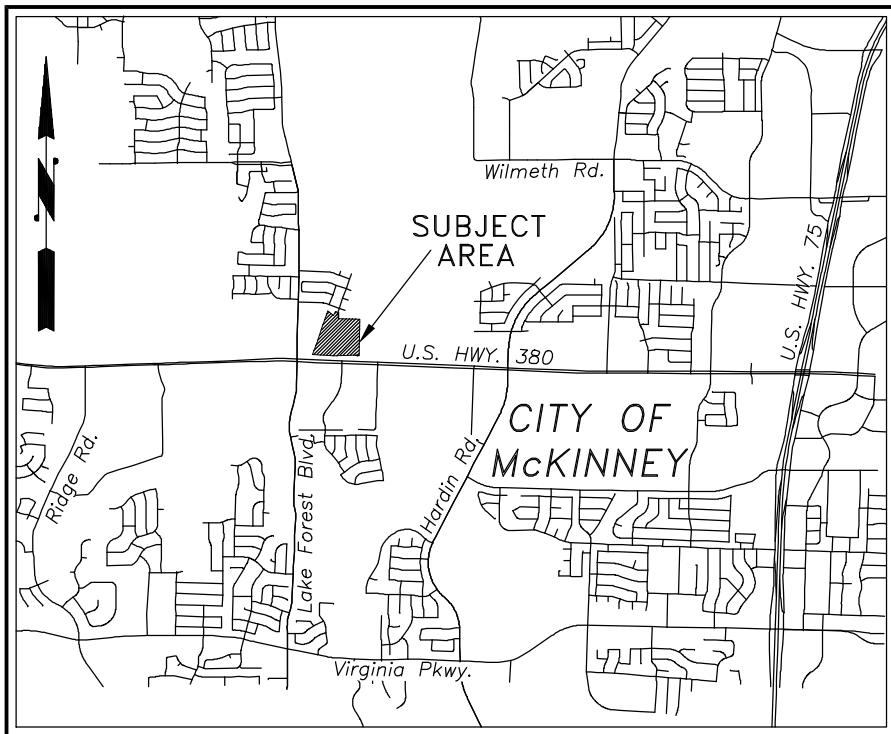 N
Wilmeth Rd.
SUBJECT
AREA
U.S. HWY. 75
U.S. HWY. 380
CITY OF
McKINNEY
Ridge Rd.
Lake Forest Blvd.
Hardin Rd.
Virginia Pkwy.